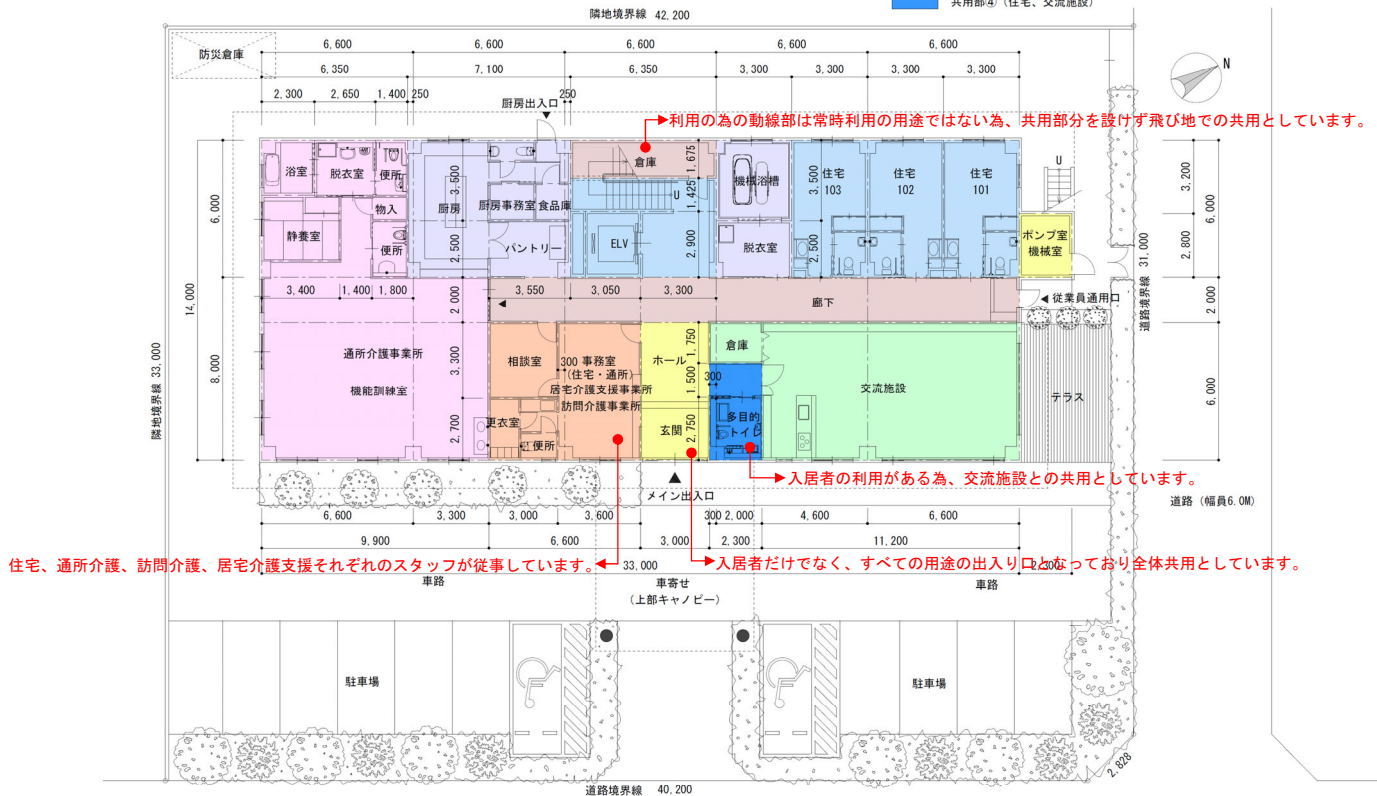 共用部④（住宅、交流施設）
隣地境界線 42,200
防災倉庫
6,600 6,600 6,600 6,600 6,600
6,350 7,100 6,350 3,300 3,300 3,300 3,300
2,300 2,650 1,400 250 250
厨房出入口
N
利用の為の動線部は常時利用の用途ではない為、共用部分を設けず飛び地での共用としています。
浴室 脱衣室 便所
物入
静養室
便所
厨房
厨房事務室 食品庫
パントリー
倉庫
U
ELV
機械浴槽
脱衣室
住宅
103
住宅
102
住宅
101
U
ポンプ室
機械室
3,500 2,500
1,675 1,425 2,900
3,500 2,500
6,000 8,000 14,000
3,200 2,800 2,000
6,000 2,000 6,000
道路境界線 31,000
隣地境界線 33,000
3,400 1,400 1,800
2,000
3,550 3,050 3,300
廊下
従業員通用口
通所介護事業所
機能訓練室
3,300
2,700
相談室
300 事務室
(住宅・通所)
居宅介護支援事業所
訪問介護事業所
更衣室
便所
ホール
玄関
1,750 1,500 2,750
倉庫
300
多目的
トイレ
交流施設
テラス
入居者の利用がある為、交流施設との共用としています。
メイン出入口
道路（幅員6.0M）
6,600 3,300 3,000 3,600 300 2,000 4,600 6,600
9,900 6,600 3,000 2,300 11,200 2,300
住宅、通所介護、訪問介護、居宅介護支援それぞれのスタッフが従事しています。
33,000
入居者だけでなく、すべての用途の出入り口となっており全体共用としています。
車路
車寄せ
(上部キャノピー)
車路
駐車場
駐車場
2,828
道路境界線 40,200